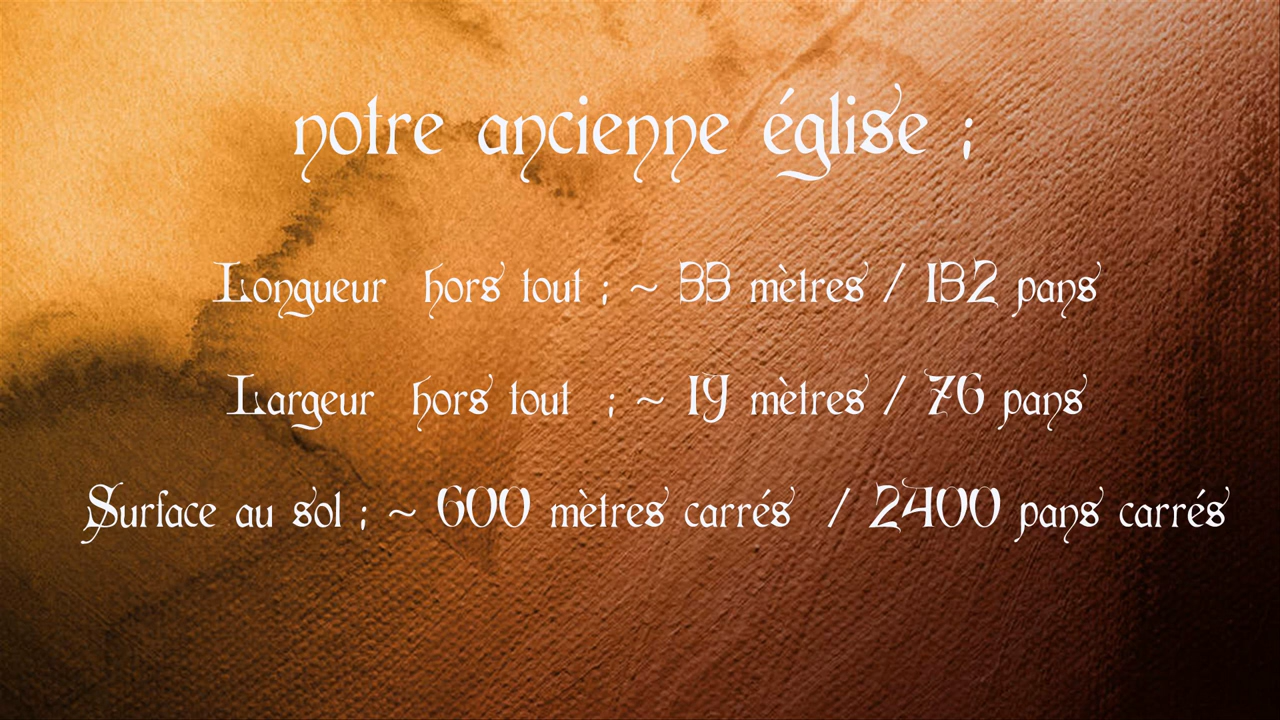 notre ancienne église ;
Longueur hors tout ; ~ 33 mètres / 132 pans
Largeur hors tout ; ~ 19 mètres / 76 pans
Surface au sol ; ~ 600 mètres carrés / 2400 pans carrés